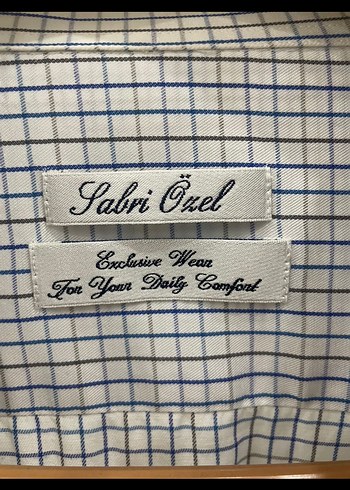 Sabri Özel
Exclusive Wear
For Your Daily Comfort